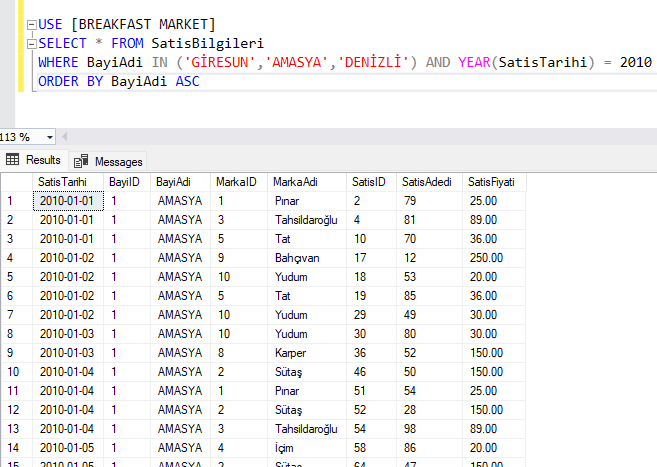 USE [BREAKFAST MARKET]
SELECT * FROM SatisBilgileri
WHERE BayiAdi IN ('GİRESUN','AMASYA','DENİZLİ') AND YEAR(SatisTarihi) = 2010
ORDER BY BayiAdi ASC
113 %
Results Messages
SatisTarihi BayiID BayiAdi MarkaID MarkaAdi SatisID SatisAdedi SatisFiyati
1 2010-01-01 1 AMASYA 1 Pınar 2 79 25.00
2 2010-01-01 1 AMASYA 3 Tahsildaroğlu 4 81 89.00
3 2010-01-01 1 AMASYA 5 Tat 10 70 36.00
4 2010-01-02 1 AMASYA 9 Bahçıvan 17 12 250.00
5 2010-01-02 1 AMASYA 10 Yudum 18 53 20.00
6 2010-01-02 1 AMASYA 5 Tat 19 85 36.00
7 2010-01-02 1 AMASYA 10 Yudum 29 49 30.00
8 2010-01-03 1 AMASYA 10 Yudum 30 80 30.00
9 2010-01-03 1 AMASYA 8 Karper 36 52 150.00
10 2010-01-04 1 AMASYA 2 Sütaş 46 50 150.00
11 2010-01-04 1 AMASYA 1 Pınar 51 54 25.00
12 2010-01-04 1 AMASYA 2 Sütaş 52 28 150.00
13 2010-01-04 1 AMASYA 3 Tahsildaroğlu 54 98 89.00
14 2010-01-05 1 AMASYA 4 İçim 58 86 20.00
15 2010-01-05 1 AMASYA 2 Sütaş 64 47 150.00